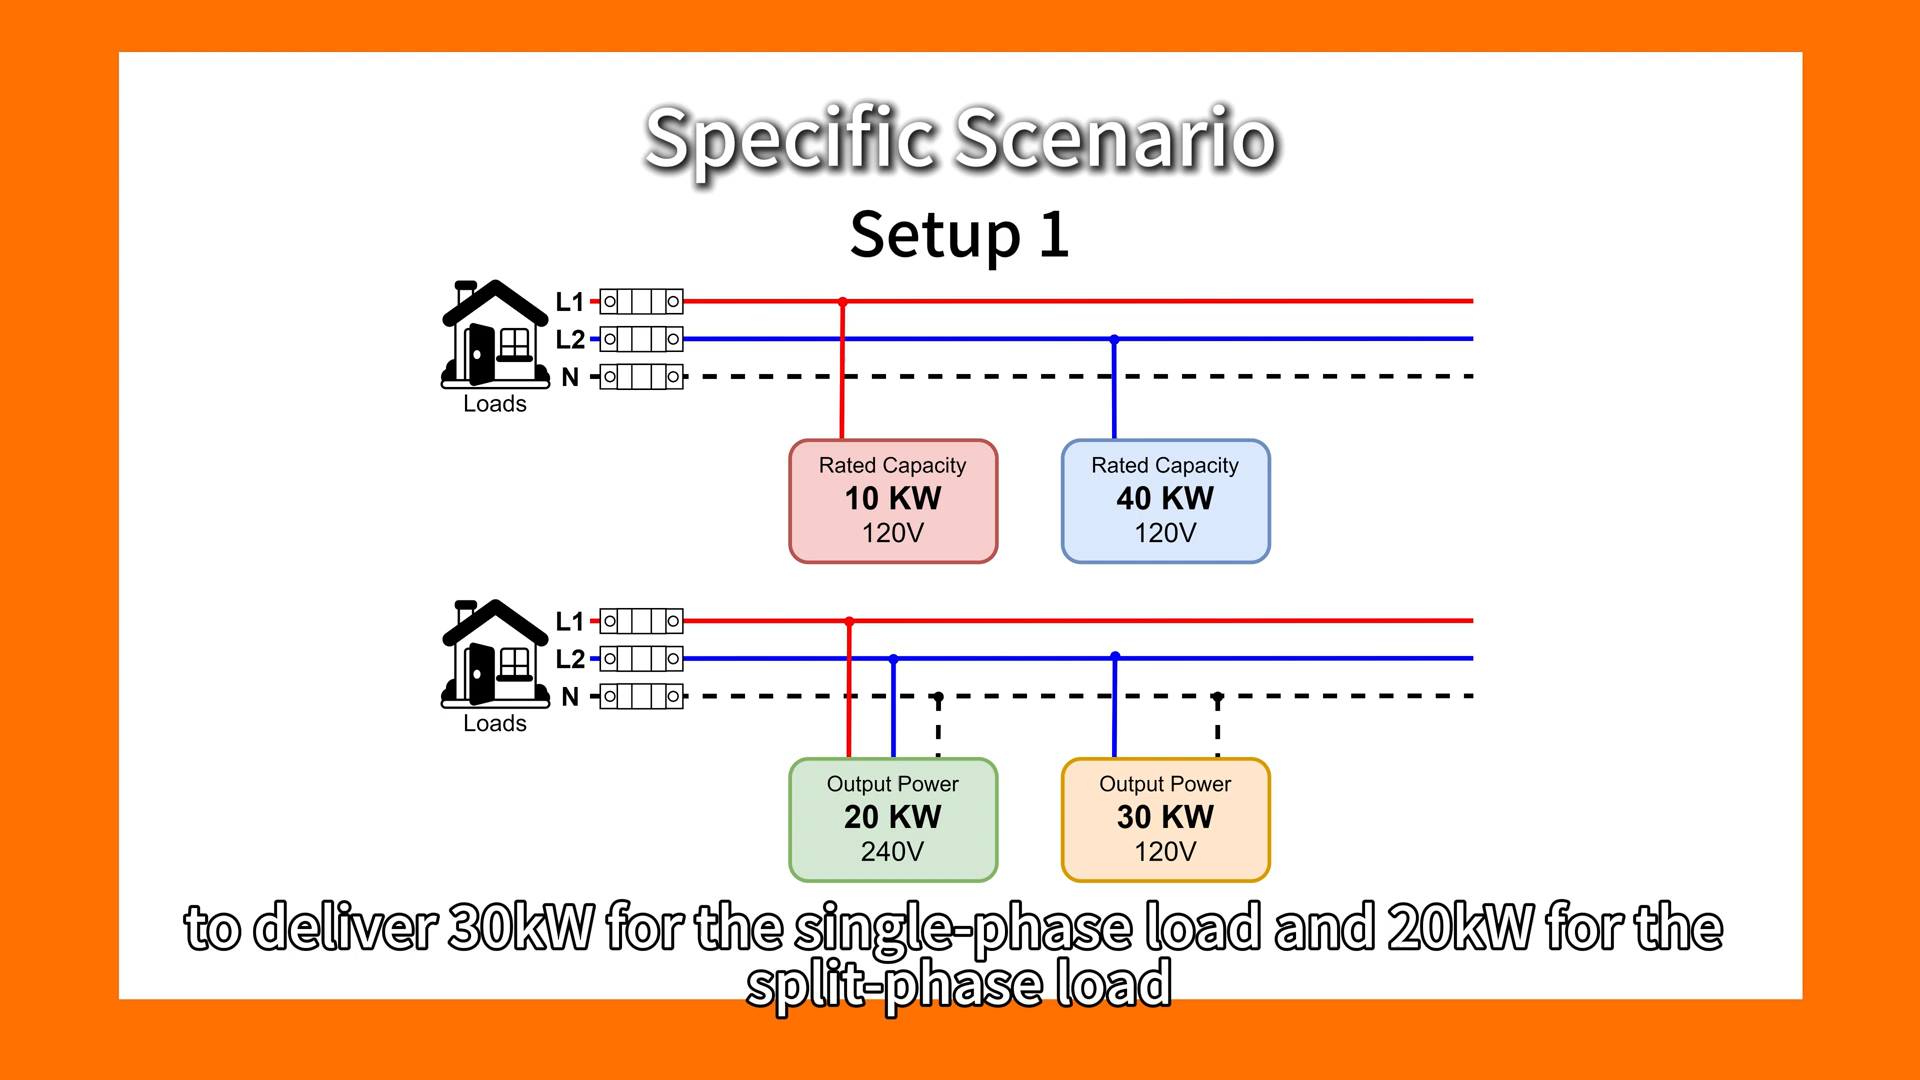 Specific Scenario
Setup 1
L1
L2
N
Loads
Rated Capacity
10 KW
120V
Rated Capacity
40 KW
120V
L1
L2
N
Loads
Output Power
20 KW
240V
Output Power
30 KW
120V
to deliver 30kW for the single-phase load and 20kW for the
split-phase load